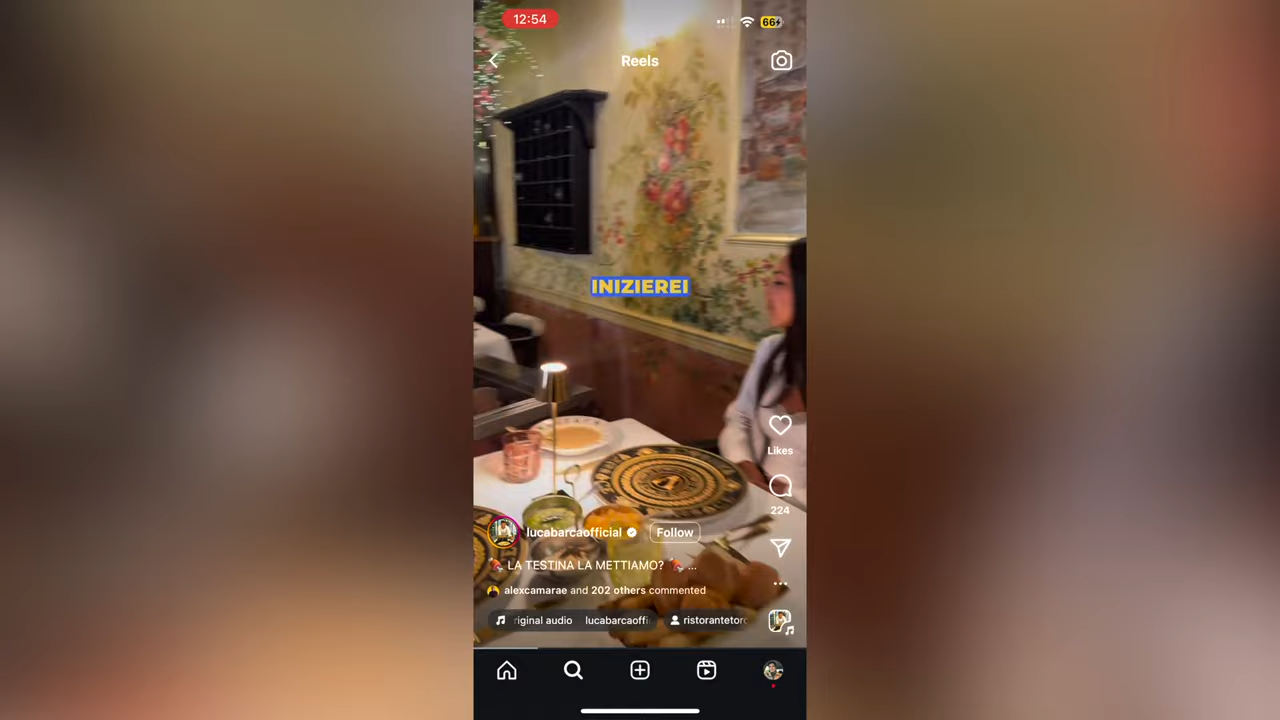 12:54
66
Reels
INIZIEREI
Likes
224
lucabarcaofficial
Follow
LA TESTINA LA METTIAMO? ...
alexcamarae and 202 others commented
riginal audio lucabarcaoffi
ristorantetor